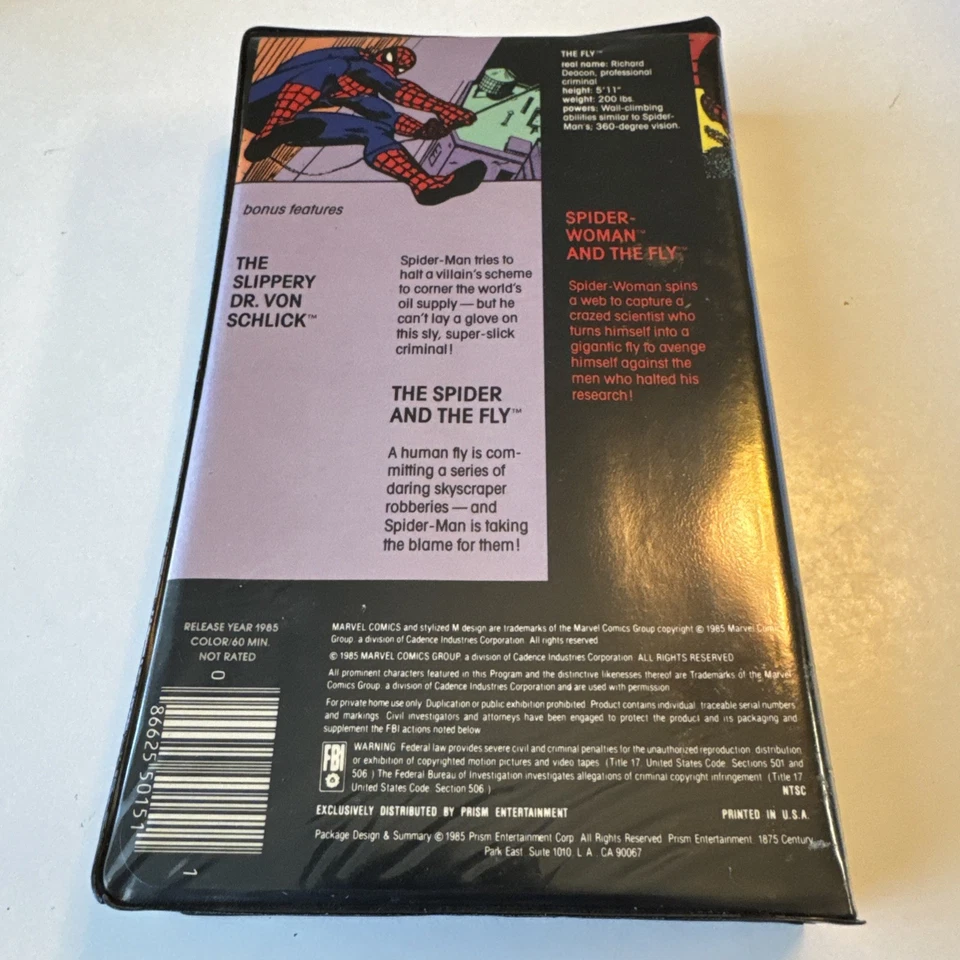 THE FLY™
real name: Richard
Deacon, professional
criminal
height: 5'11"
weight: 200 lbs.
powers: Wall-climbing
abilities similar to Spider-
Man's; 360-degree vision.
bonus features
THE
SLIPPERY
DR. VON
SCHLICK™
Spider-Man tries to
halt a villain's scheme
to corner the world's
oil supply — but he
can't lay a glove on
this sly, super-slick
criminal!
THE SPIDER
AND THE FLY™
A human fly is com-
mitting a series of
daring skyscraper
robberies — and
Spider-Man is taking
the blame for them!
SPIDER-
WOMAN™
AND THE FLY™
Spider-Woman spins
a web to capture a
crazed scientist who
turns himself into a
gigantic fly to avenge
himself against the
men who halted his
research!
RELEASE YEAR 1985
COLOR/60 MIN.
NOT RATED
0
86625 50151
1
MARVEL COMICS and stylized M design are trademarks of the Marvel Comics Group copyright © 1985 Marvel Comics
Group, a division of Cadence Industries Corporation. All rights reserved.
© 1985 MARVEL COMICS GROUP, a division of Cadence Industries Corporation. ALL RIGHTS RESERVED
All prominent characters featured in this Program and the distinctive likenesses thereof are Trademarks of the Marvel
Comics Group, a division of Cadence Industries Corporation and are used with permission
For private home use only. Duplication or public exhibition prohibited. Product contains individual, traceable serial numbers
and markings. Civil investigators and attorneys have been engaged to protect the product and its packaging and
supplement the FBI actions noted below
FBI
WARNING: Federal law provides severe civil and criminal penalties for the unauthorized reproduction, distribution
or exhibition of copyrighted motion pictures and video tapes. (Title 17, United States Code, Sections 501 and
506.) The Federal Bureau of Investigation investigates allegations of criminal copyright infringement. (Title 17,
United States Code, Section 506.)
NTSC
EXCLUSIVELY DISTRIBUTED BY PRISM ENTERTAINMENT
PRINTED IN U.S.A.
Package Design & Summary © 1985 Prism Entertainment Corp. All Rights Reserved. Prism Entertainment, 1875 Century
Park East, Suite 1010, L.A. CA 90067